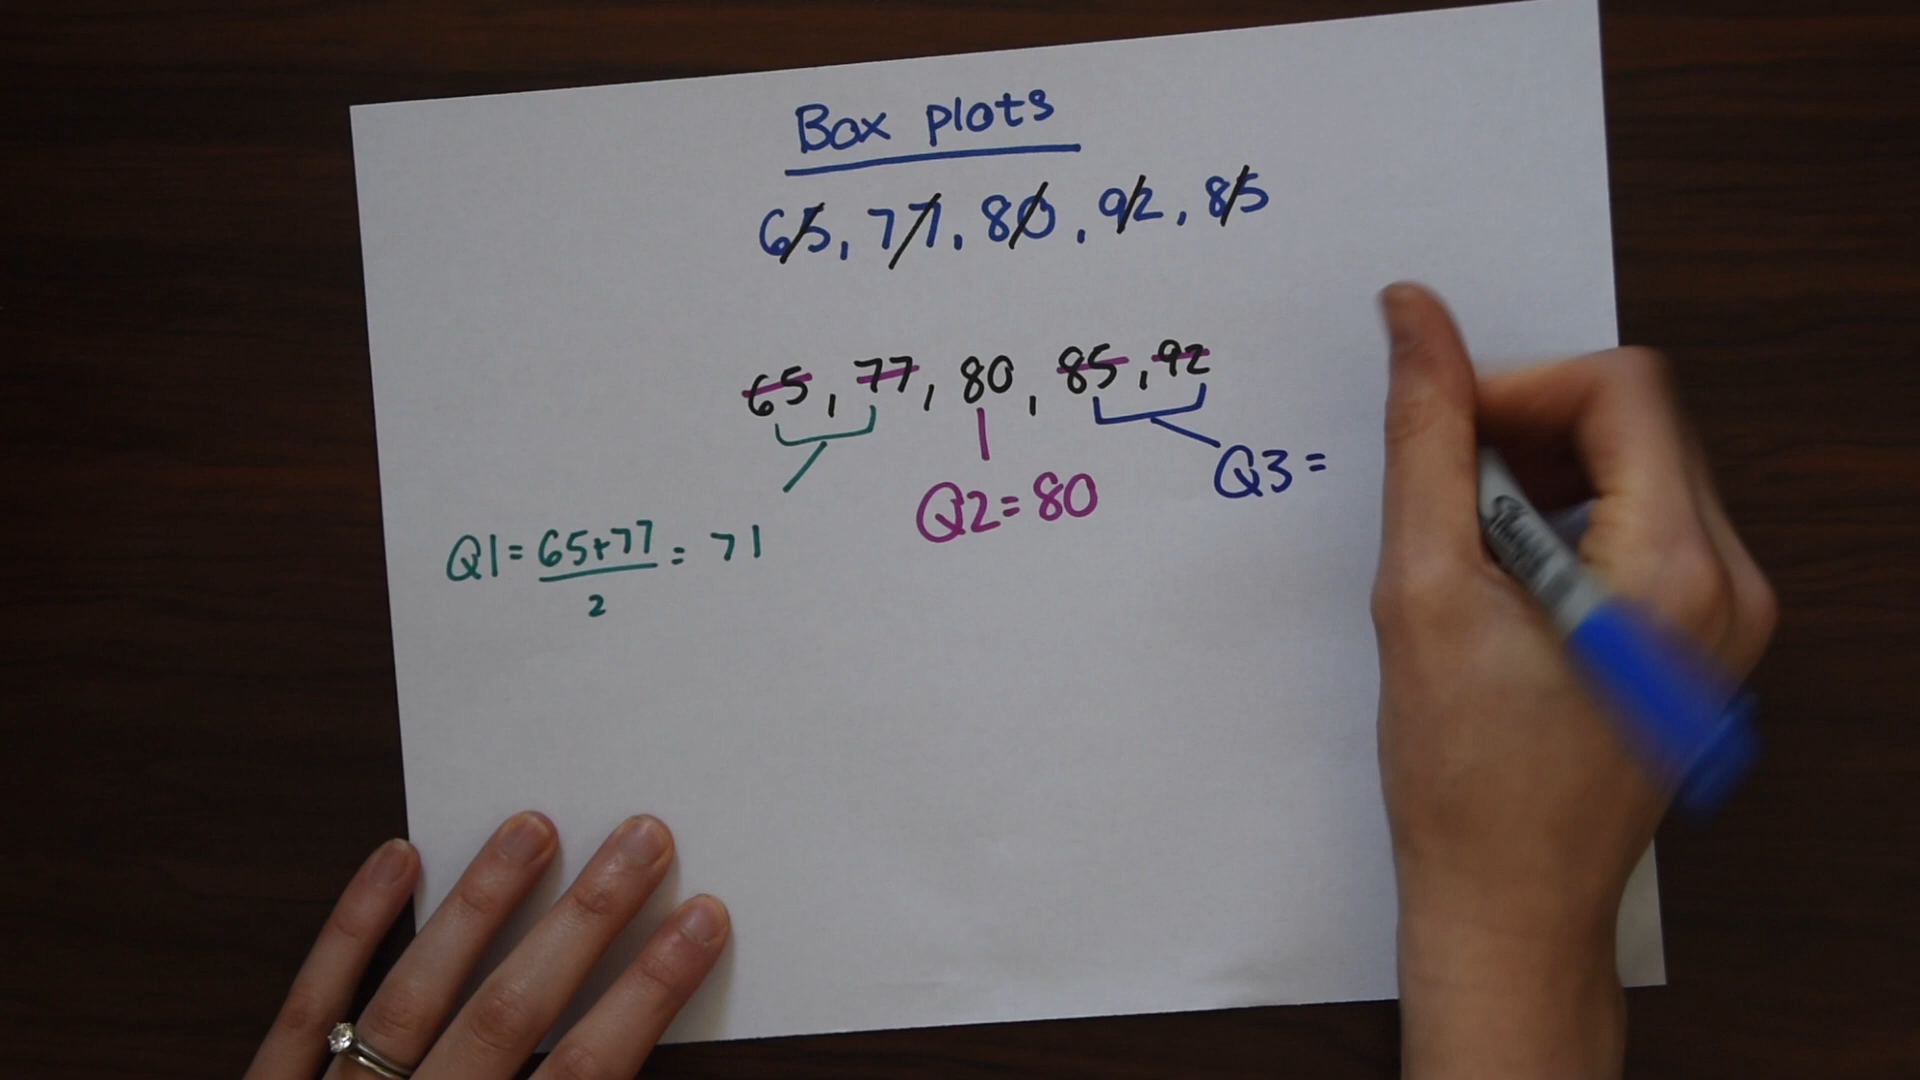 Box plots
65, 77, 80, 92, 85
65, 77, 80, 85, 92
Q3 =
Q2 = 80
Q1 = 65+77 = 71
2
Sharpie